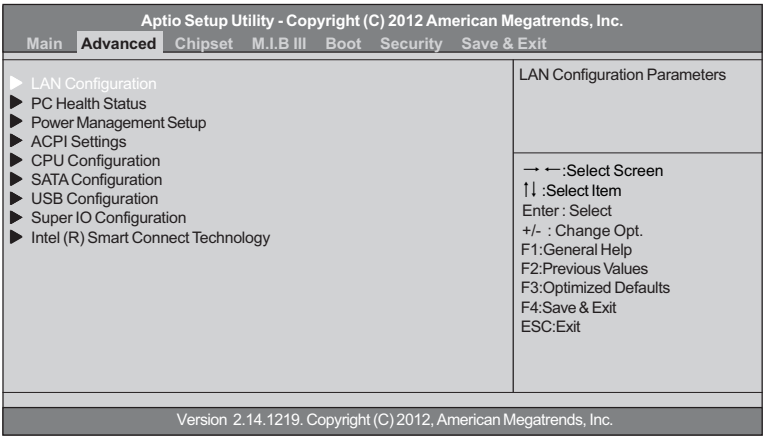 Aptio Setup Utility - Copyright (C) 2012 American Megatrends, Inc.
Main Advanced Chipset M.I.B III Boot Security Save & Exit
LAN Configuration
PC Health Status
Power Management Setup
ACPI Settings
CPU Configuration
SATA Configuration
USB Configuration
Super IO Configuration
Intel (R) Smart Connect Technology
LAN Configuration Parameters
→ ←:Select Screen
↑↓ :Select Item
Enter : Select
+/- : Change Opt.
F1:General Help
F2:Previous Values
F3:Optimized Defaults
F4:Save & Exit
ESC:Exit
Version 2.14.1219. Copyright (C) 2012, American Megatrends, Inc.